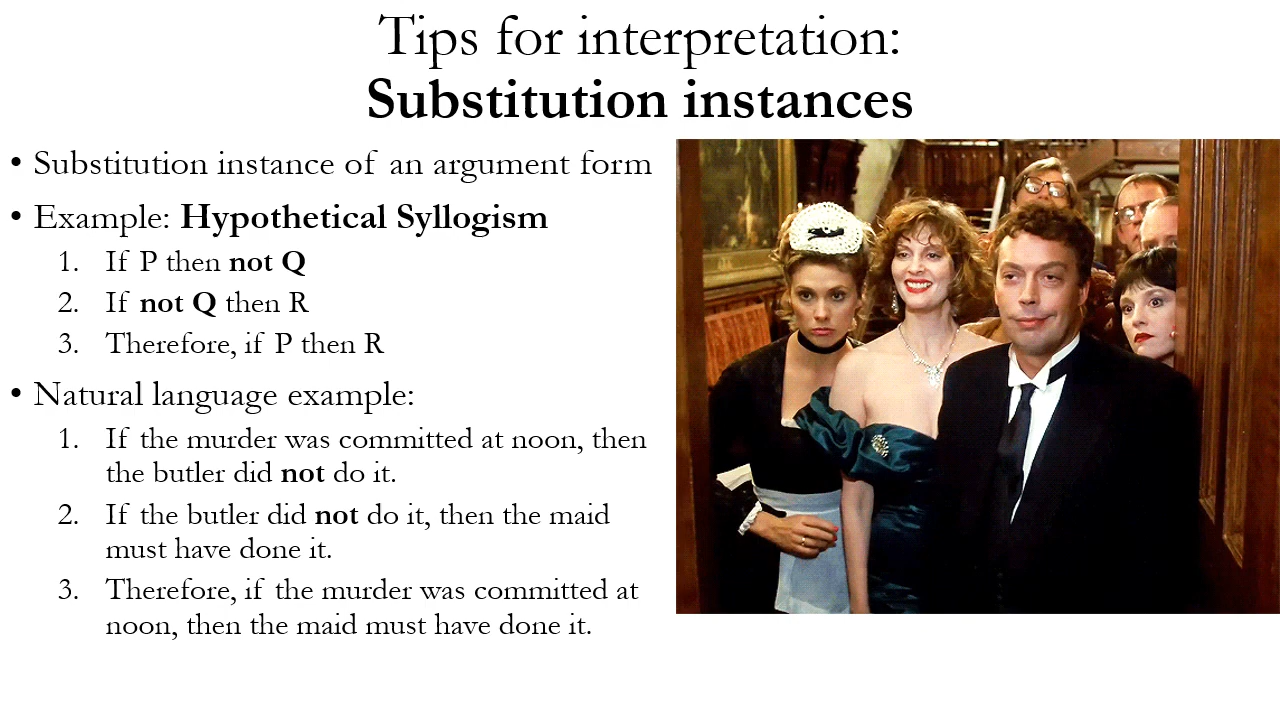 Tips for interpretation:
Substitution instances
• Substitution instance of an argument form
• Example: Hypothetical Syllogism
1. If P then not Q
2. If not Q then R
3. Therefore, if P then R
• Natural language example:
1. If the murder was committed at noon, then
the butler did not do it.
2. If the butler did not do it, then the maid
must have done it.
3. Therefore, if the murder was committed at
noon, then the maid must have done it.